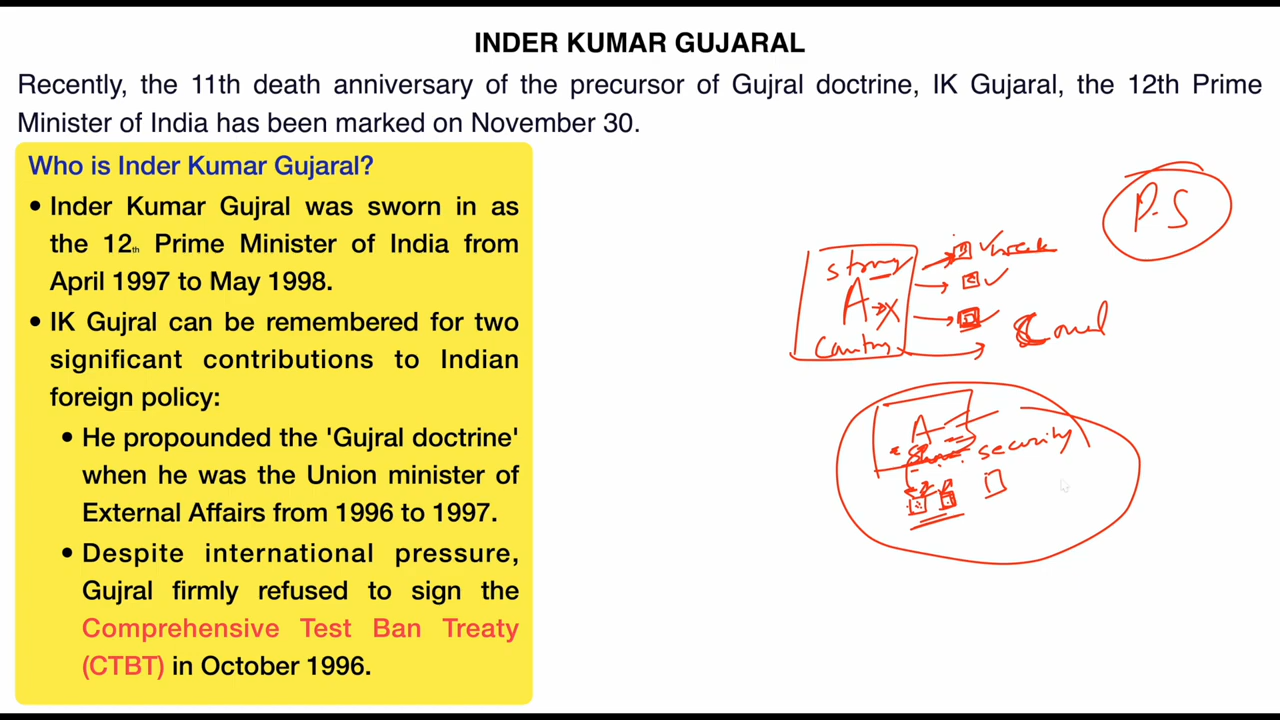 INDER KUMAR GUJARAL
Recently, the 11th death anniversary of the precursor of Gujral doctrine, IK Gujaral, the 12th Prime
Minister of India has been marked on November 30.
Who is Inder Kumar Gujaral?
• Inder Kumar Gujral was sworn in as
the 12th Prime Minister of India from
April 1997 to May 1998.
• IK Gujral can be remembered for two
significant contributions to Indian
foreign policy:
• He propounded the 'Gujral doctrine'
when he was the Union minister of
External Affairs from 1996 to 1997.
• Despite international pressure,
Gujral firmly refused to sign the
Comprehensive Test Ban Treaty
(CTBT) in October 1996.
P.S
strong
weak
A
Country
A
security